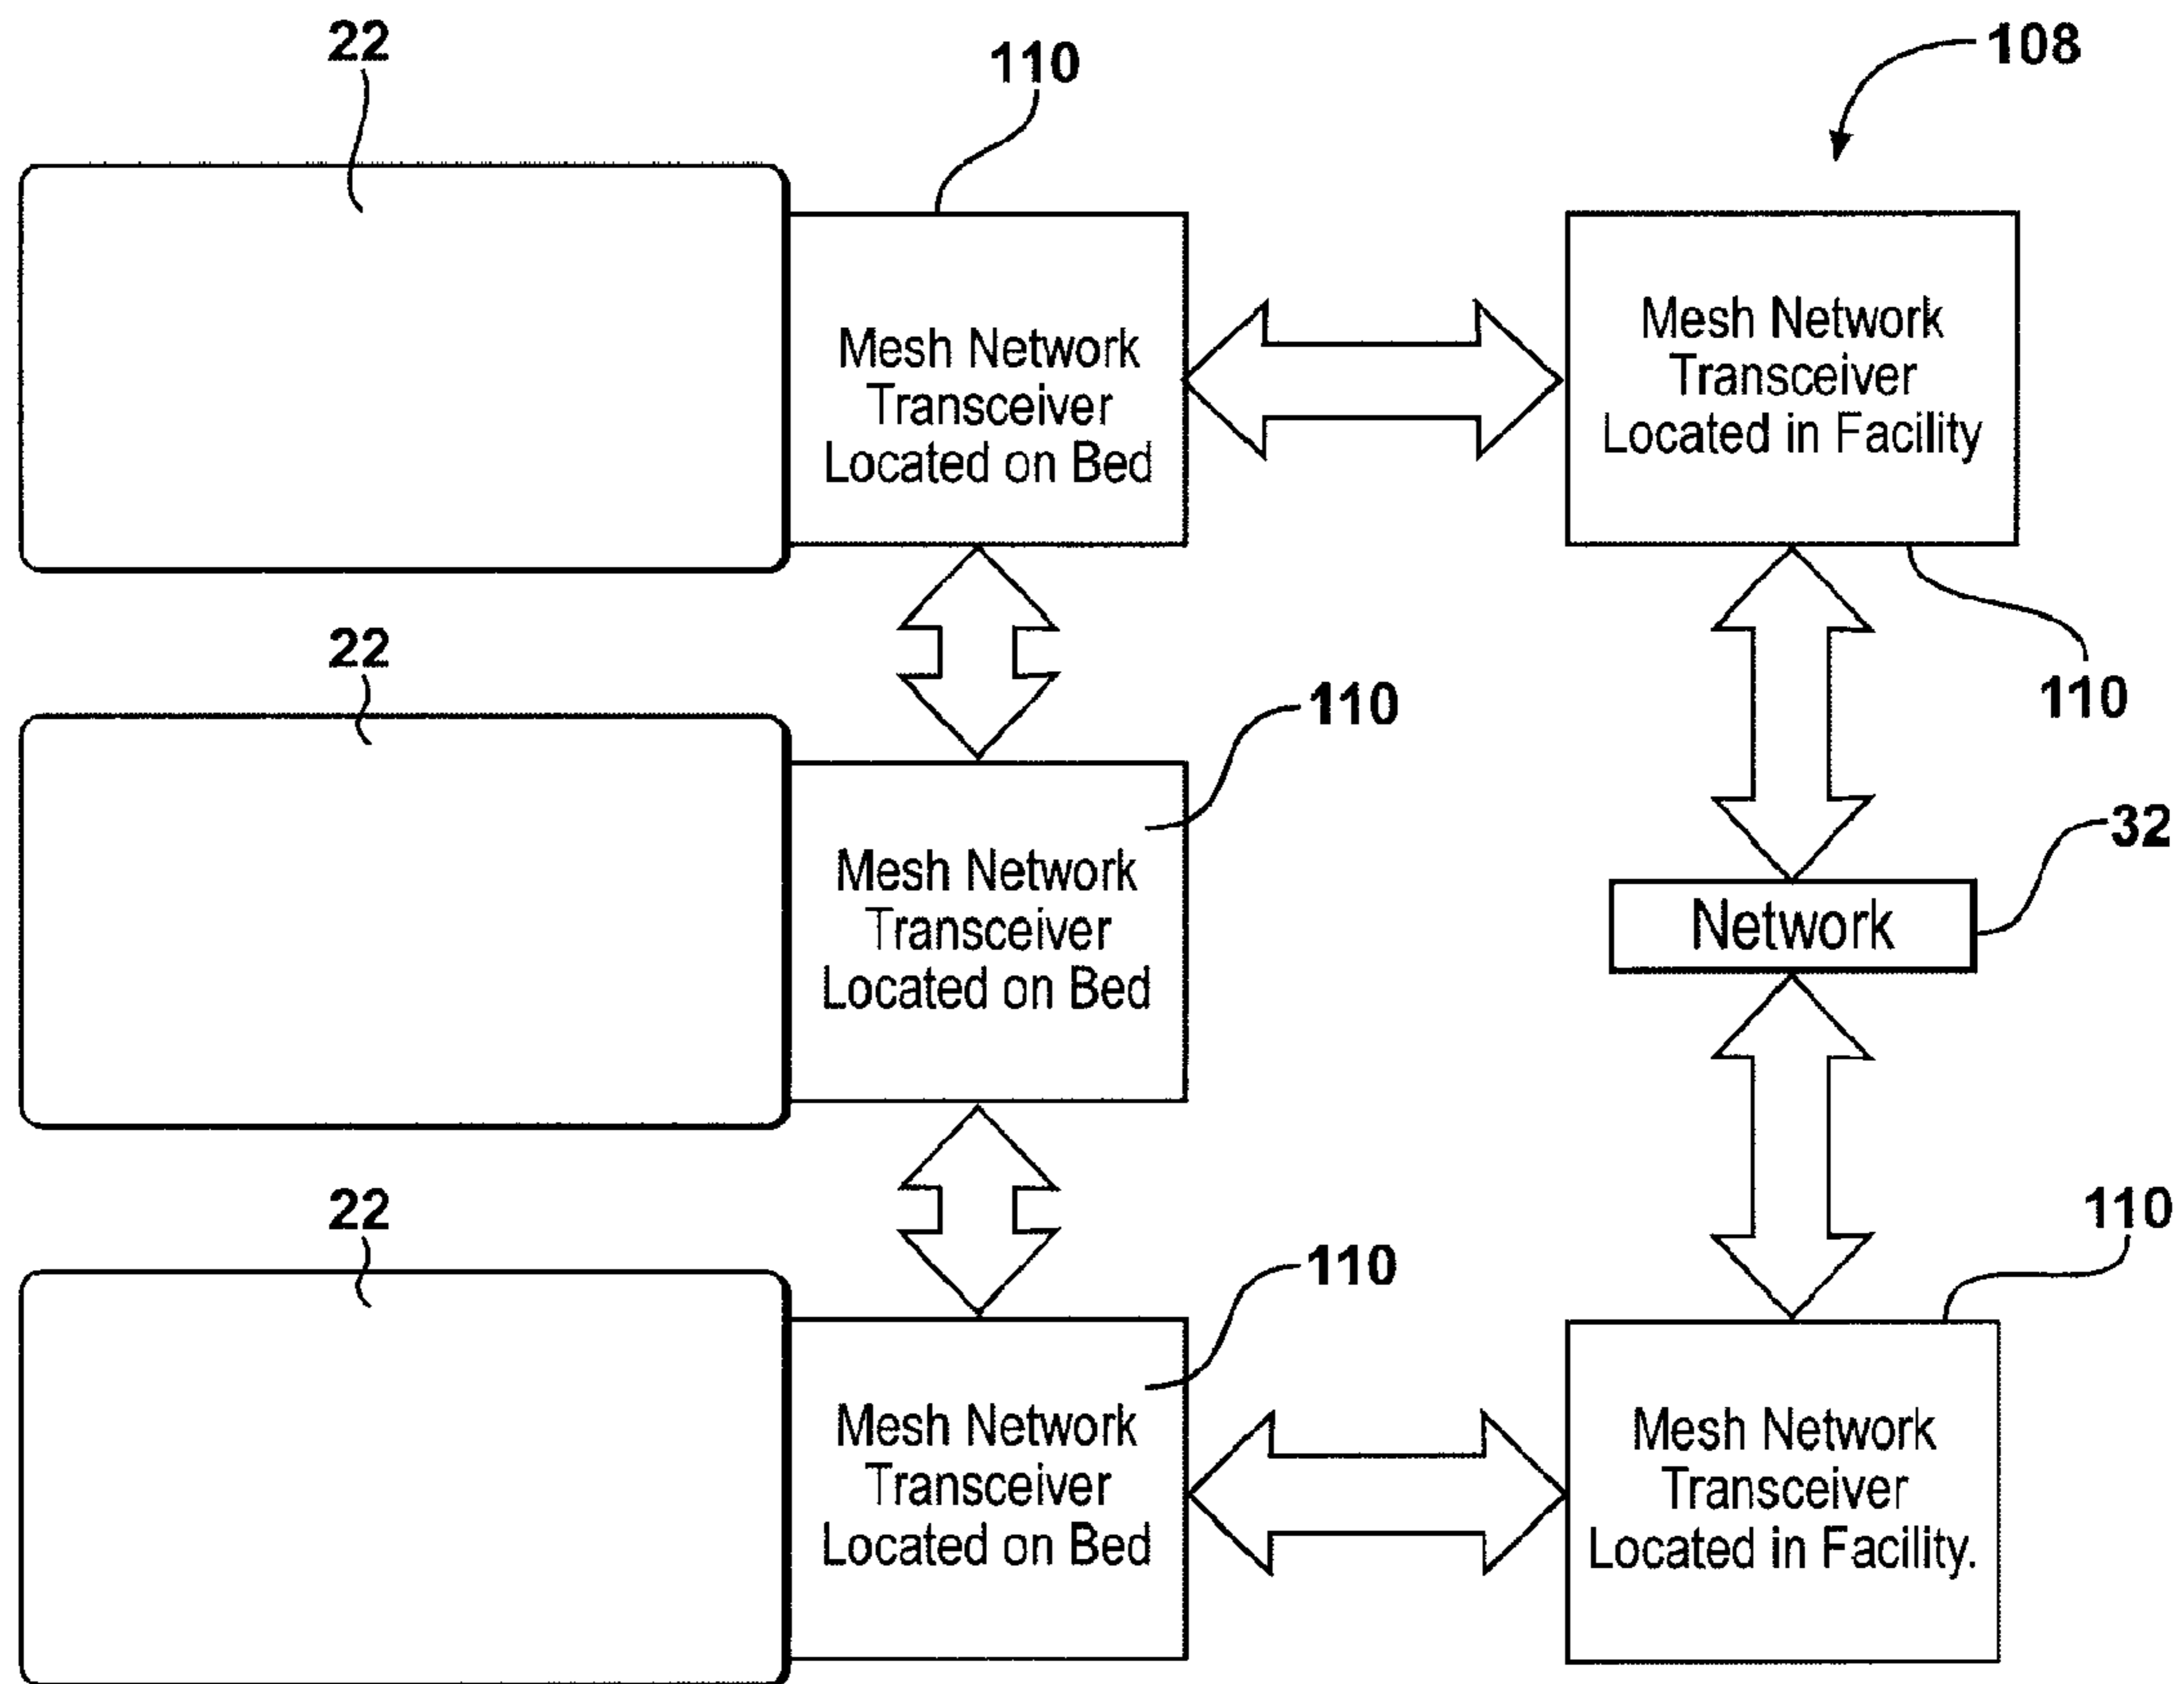 22
110
108
Mesh Network
Transceiver
Located on Bed
Mesh Network
Transceiver
Located in Facility
110
22
110
Mesh Network
Transceiver
Located on Bed
32
Network
22
110
Mesh Network
Transceiver
Located on Bed
110
Mesh Network
Transceiver
Located in Facility.